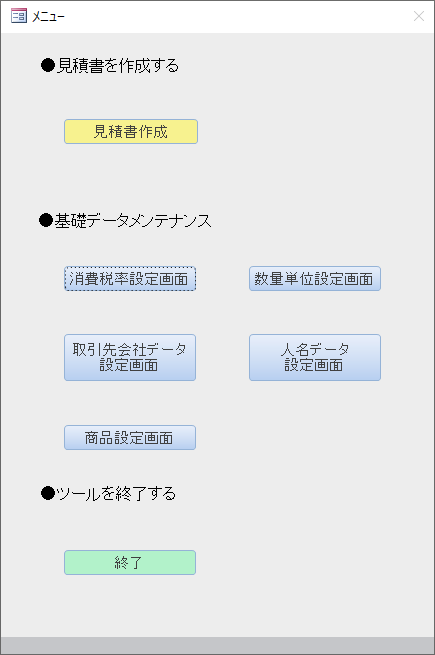 メニュー
●見積書を作成する
見積書作成
●基礎データメンテナンス
消費税率設定画面
数量単位設定画面
取引先会社データ
設定画面
人名データ
設定画面
商品設定画面
●ツールを終了する
終了